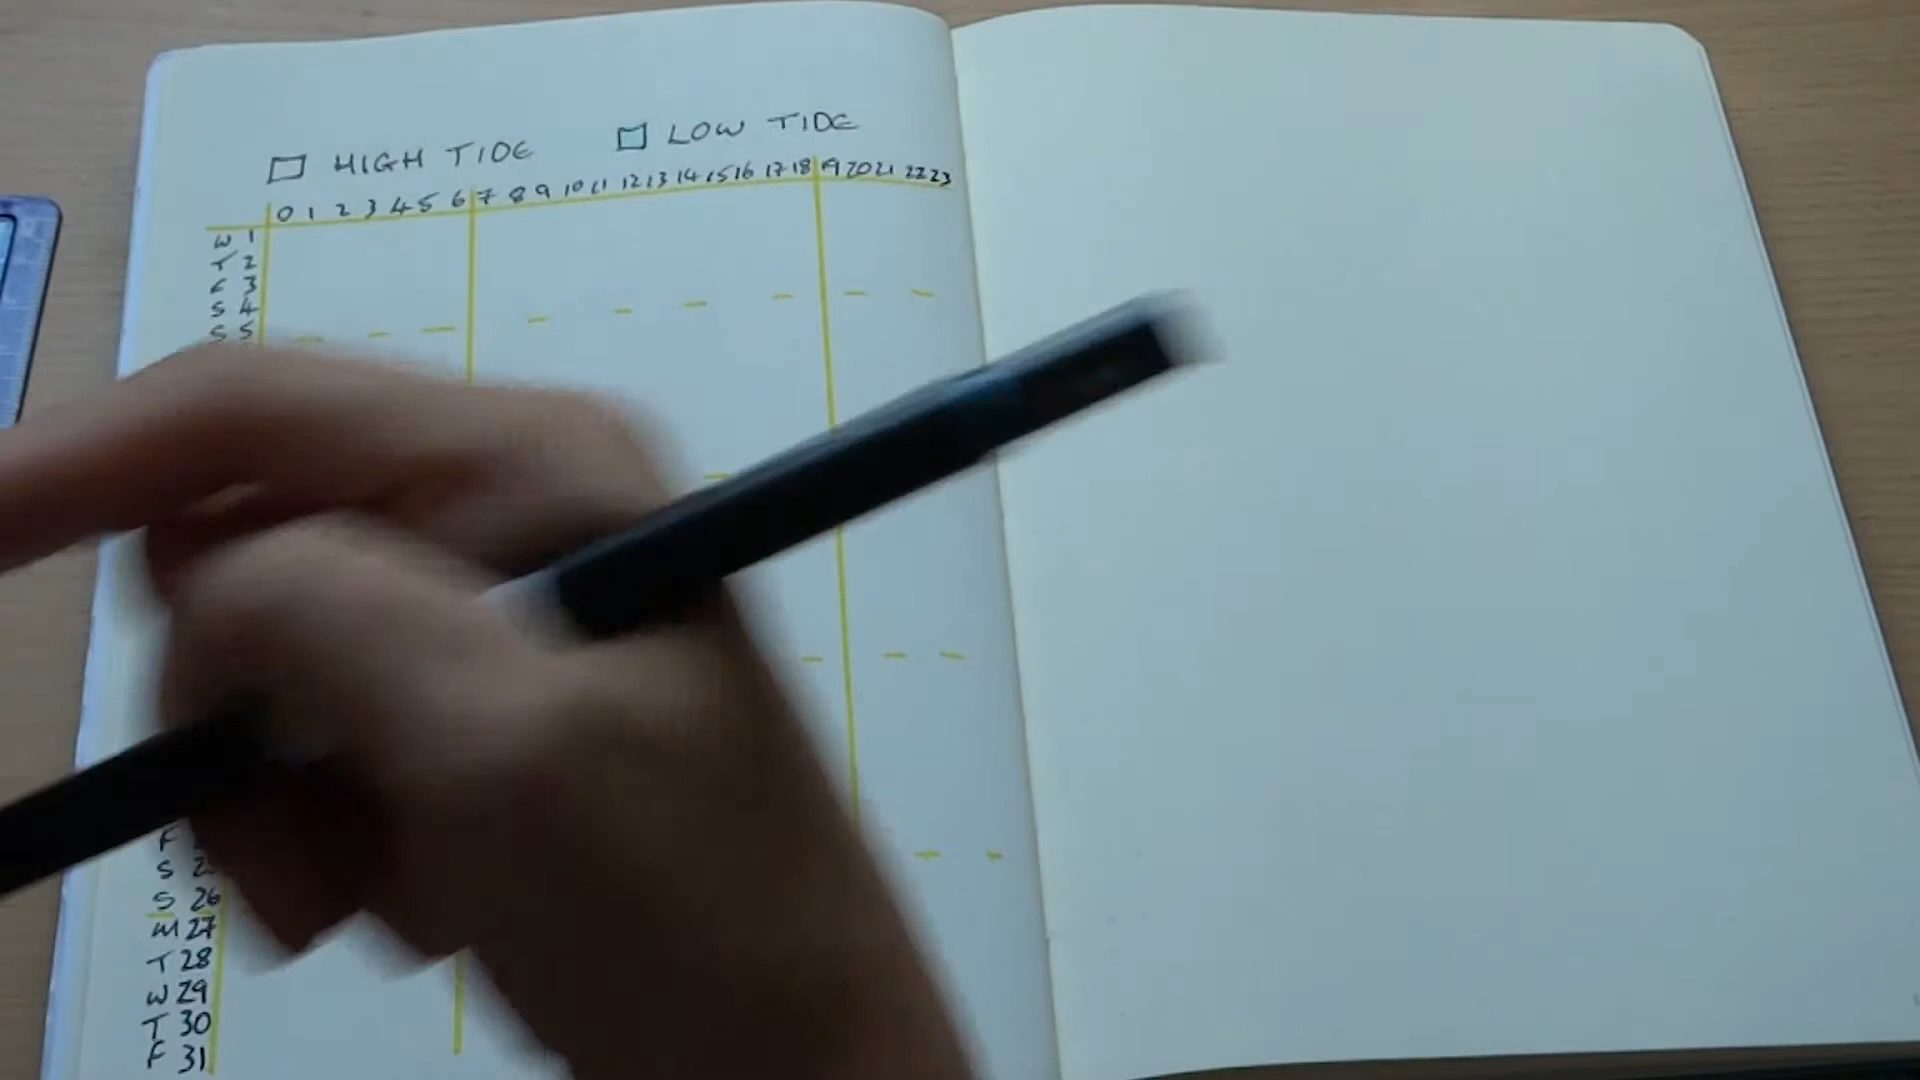 HIGH TIDE LOW TIDE
0 1 2 3 4 5 6 7 8 9 10 11 12 13 14 15 16 17 18 19 20 21 22 23
W 1
T 2
F 3
S 4
S 5
F
S
S 26
M 27
T 28
W 29
T 30
F 31